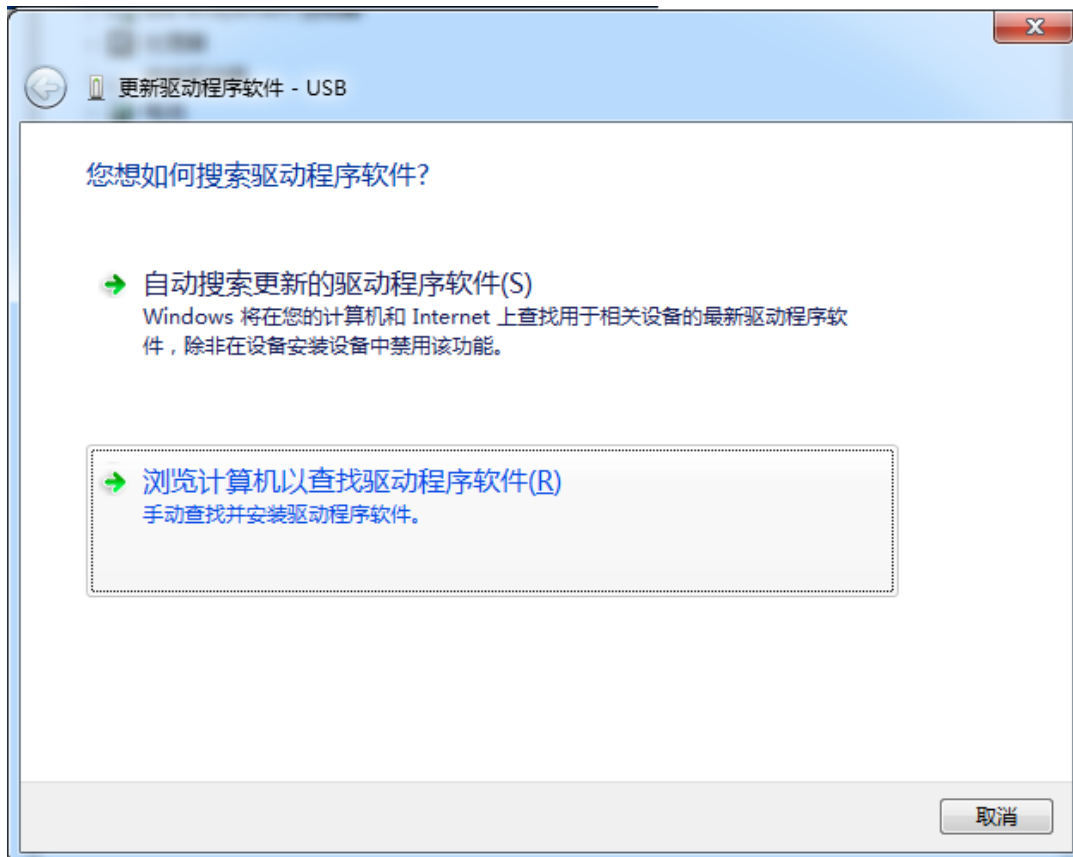 更新驱动程序软件 - USB
您想如何搜索驱动程序软件?
自动搜索更新的驱动程序软件(S)
Windows 将在您的计算机和 Internet 上查找用于相关设备的最新驱动程序软
件，除非在设备安装设备中禁用该功能。
浏览计算机以查找驱动程序软件(R)
手动查找并安装驱动程序软件。
取消